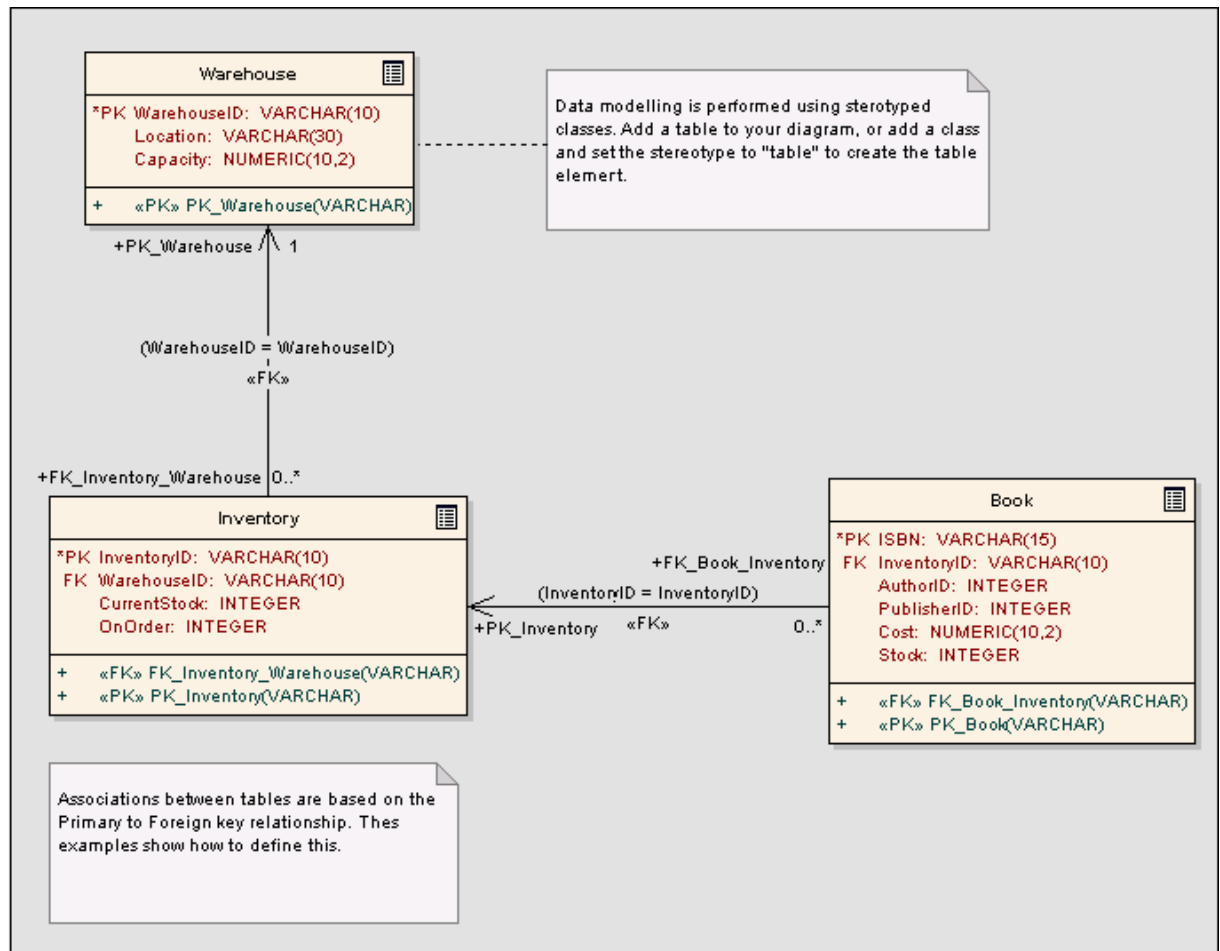 Warehouse
*PK WarehouseID: VARCHAR(10)
Location: VARCHAR(30)
Capacity: NUMERIC(10,2)
+ «PK» PK_Warehouse(VARCHAR)
Data modelling is performed using sterotyped
classes. Add a table to your diagram, or add a class
and set the stereotype to "table" to create the table
elemert.
+PK_Warehouse 1
(WarehouseID = WarehouseID)
«FK»
+FK_Inventory_Warehouse 0..*
Inventory
*PK InventoryID: VARCHAR(10)
FK WarehouseID: VARCHAR(10)
CurrentStock: INTEGER
OnOrder: INTEGER
+ «FK» FK_Inventory_Warehouse(VARCHAR)
+ «PK» PK_Inventory(VARCHAR)
+FK_Book_Inventory
(InventoryID = InventoryID)
+PK_Inventory «FK» 0..*
Book
*PK ISBN: VARCHAR(15)
FK InventoryID: VARCHAR(10)
AuthorID: INTEGER
PublisherID: INTEGER
Cost: NUMERIC(10,2)
Stock: INTEGER
+ «FK» FK_Book_Inventory(VARCHAR)
+ «PK» PK_Book(VARCHAR)
Associations between tables are based on the
Primary to Foreign key relationship. Thes
examples show how to define this.